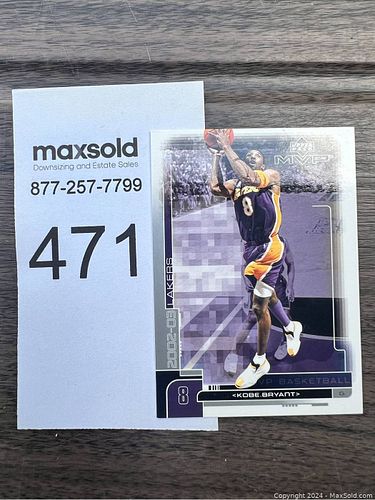 maxsold
Downsizing and Estate Sales
877-257-7799
471
MVP
8
LAKERS
2002-03
MVP BASKETBALL
8
<KOBE.BRYANT>
G
Copyright 2024 - MaxSold.com